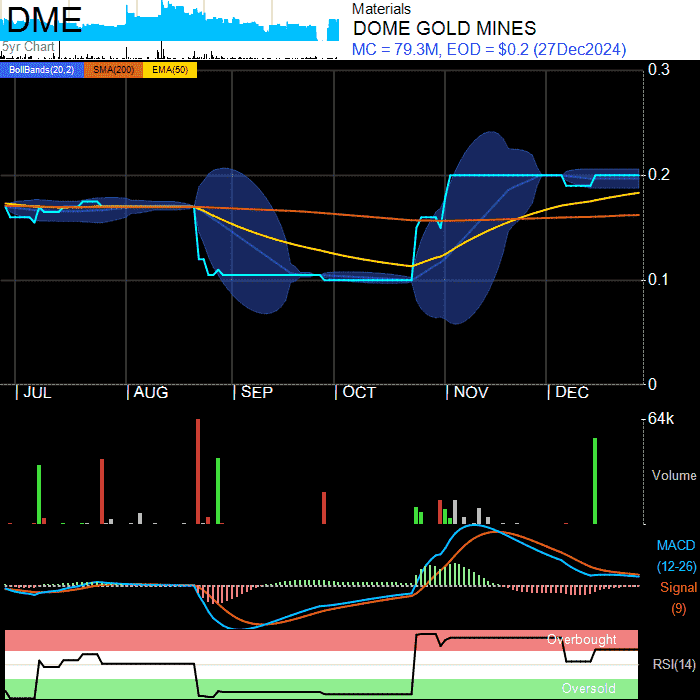 DME
5yr Chart
Materials
DOME GOLD MINES
MC = 79.3M, EOD = $0.2 (27Dec2024)
BollBands(20,2) SMA(200) EMA(50)
0.3
0.2
0.1
0
JUL AUG SEP OCT NOV DEC
64k
Volume
MACD
(12-26)
Signal
(9)
Overbought
RSI(14)
Oversold